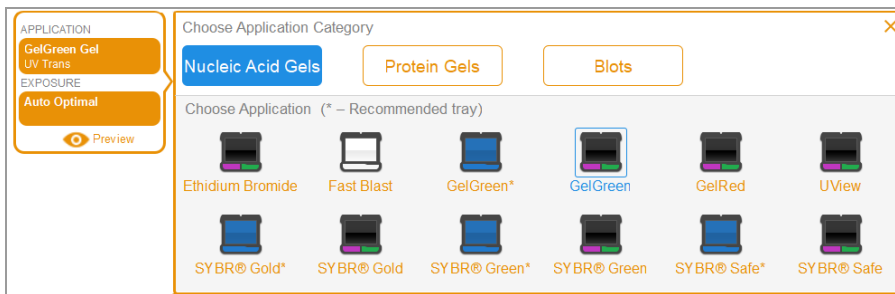 APPLICATION
GelGreen Gel
UV Trans
EXPOSURE
Auto Optimal
Preview
Choose Application Category
Nucleic Acid Gels
Protein Gels
Blots
Choose Application (* – Recommended tray)
Ethidium Bromide
Fast Blast
GelGreen*
GelGreen
GelRed
UView
SYBR® Gold*
SYBR® Gold
SYBR® Green*
SYBR® Green
SYBR® Safe*
SYBR® Safe